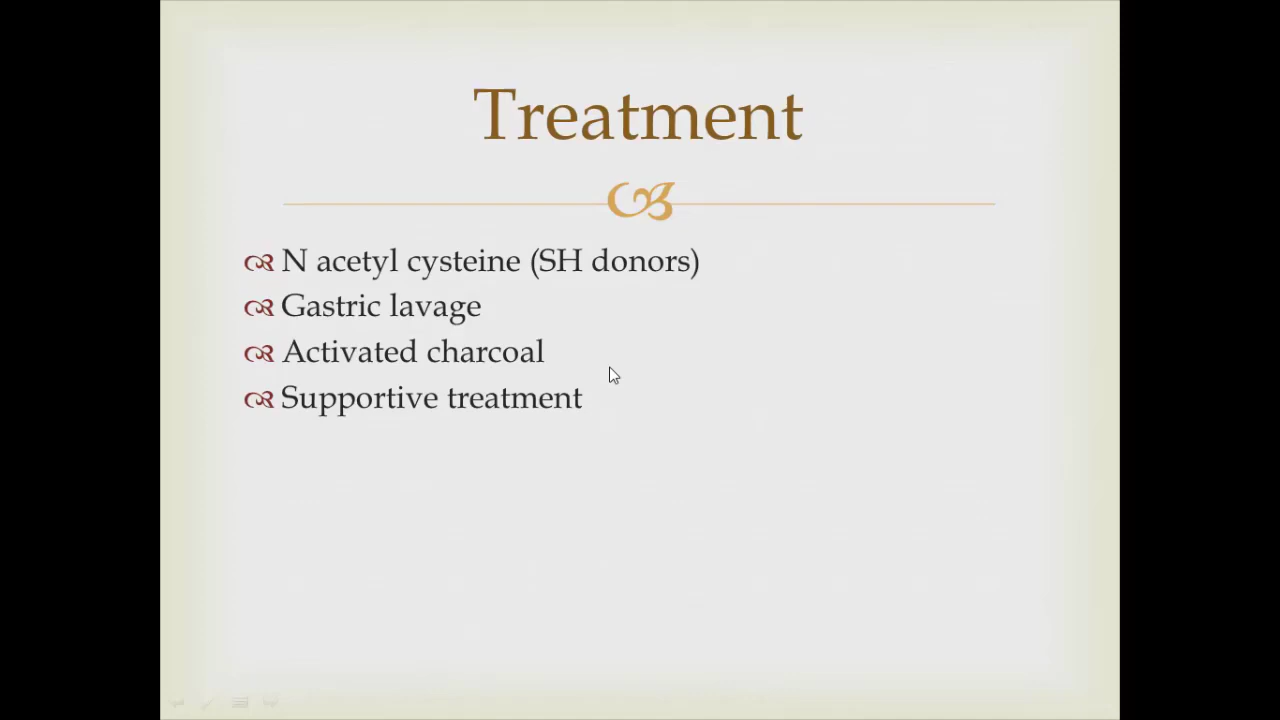 Treatment
N acetyl cysteine (SH donors)
Gastric lavage
Activated charcoal
Supportive treatment